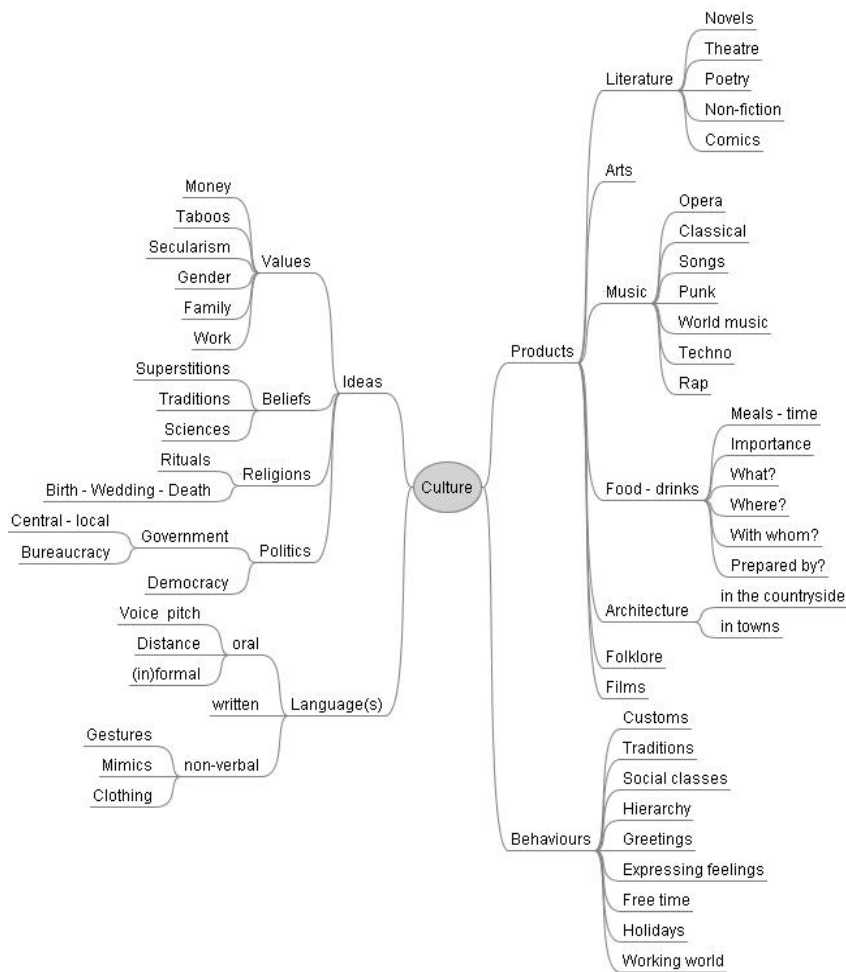 Culture
Ideas
Values
Money
Taboos
Secularism
Gender
Family
Work
Beliefs
Superstitions
Traditions
Sciences
Religions
Rituals
Birth - Wedding - Death
Politics
Government
Central - local
Bureaucracy
Democracy
Language(s)
oral
Voice pitch
Distance
(in)formal
written
non-verbal
Gestures
Mimics
Clothing
Products
Literature
Novels
Theatre
Poetry
Non-fiction
Comics
Arts
Music
Opera
Classical
Songs
Punk
World music
Techno
Rap
Food - drinks
Meals - time
Importance
What?
Where?
With whom?
Prepared by?
Architecture
in the countryside
in towns
Folklore
Films
Behaviours
Customs
Traditions
Social classes
Hierarchy
Greetings
Expressing feelings
Free time
Holidays
Working world